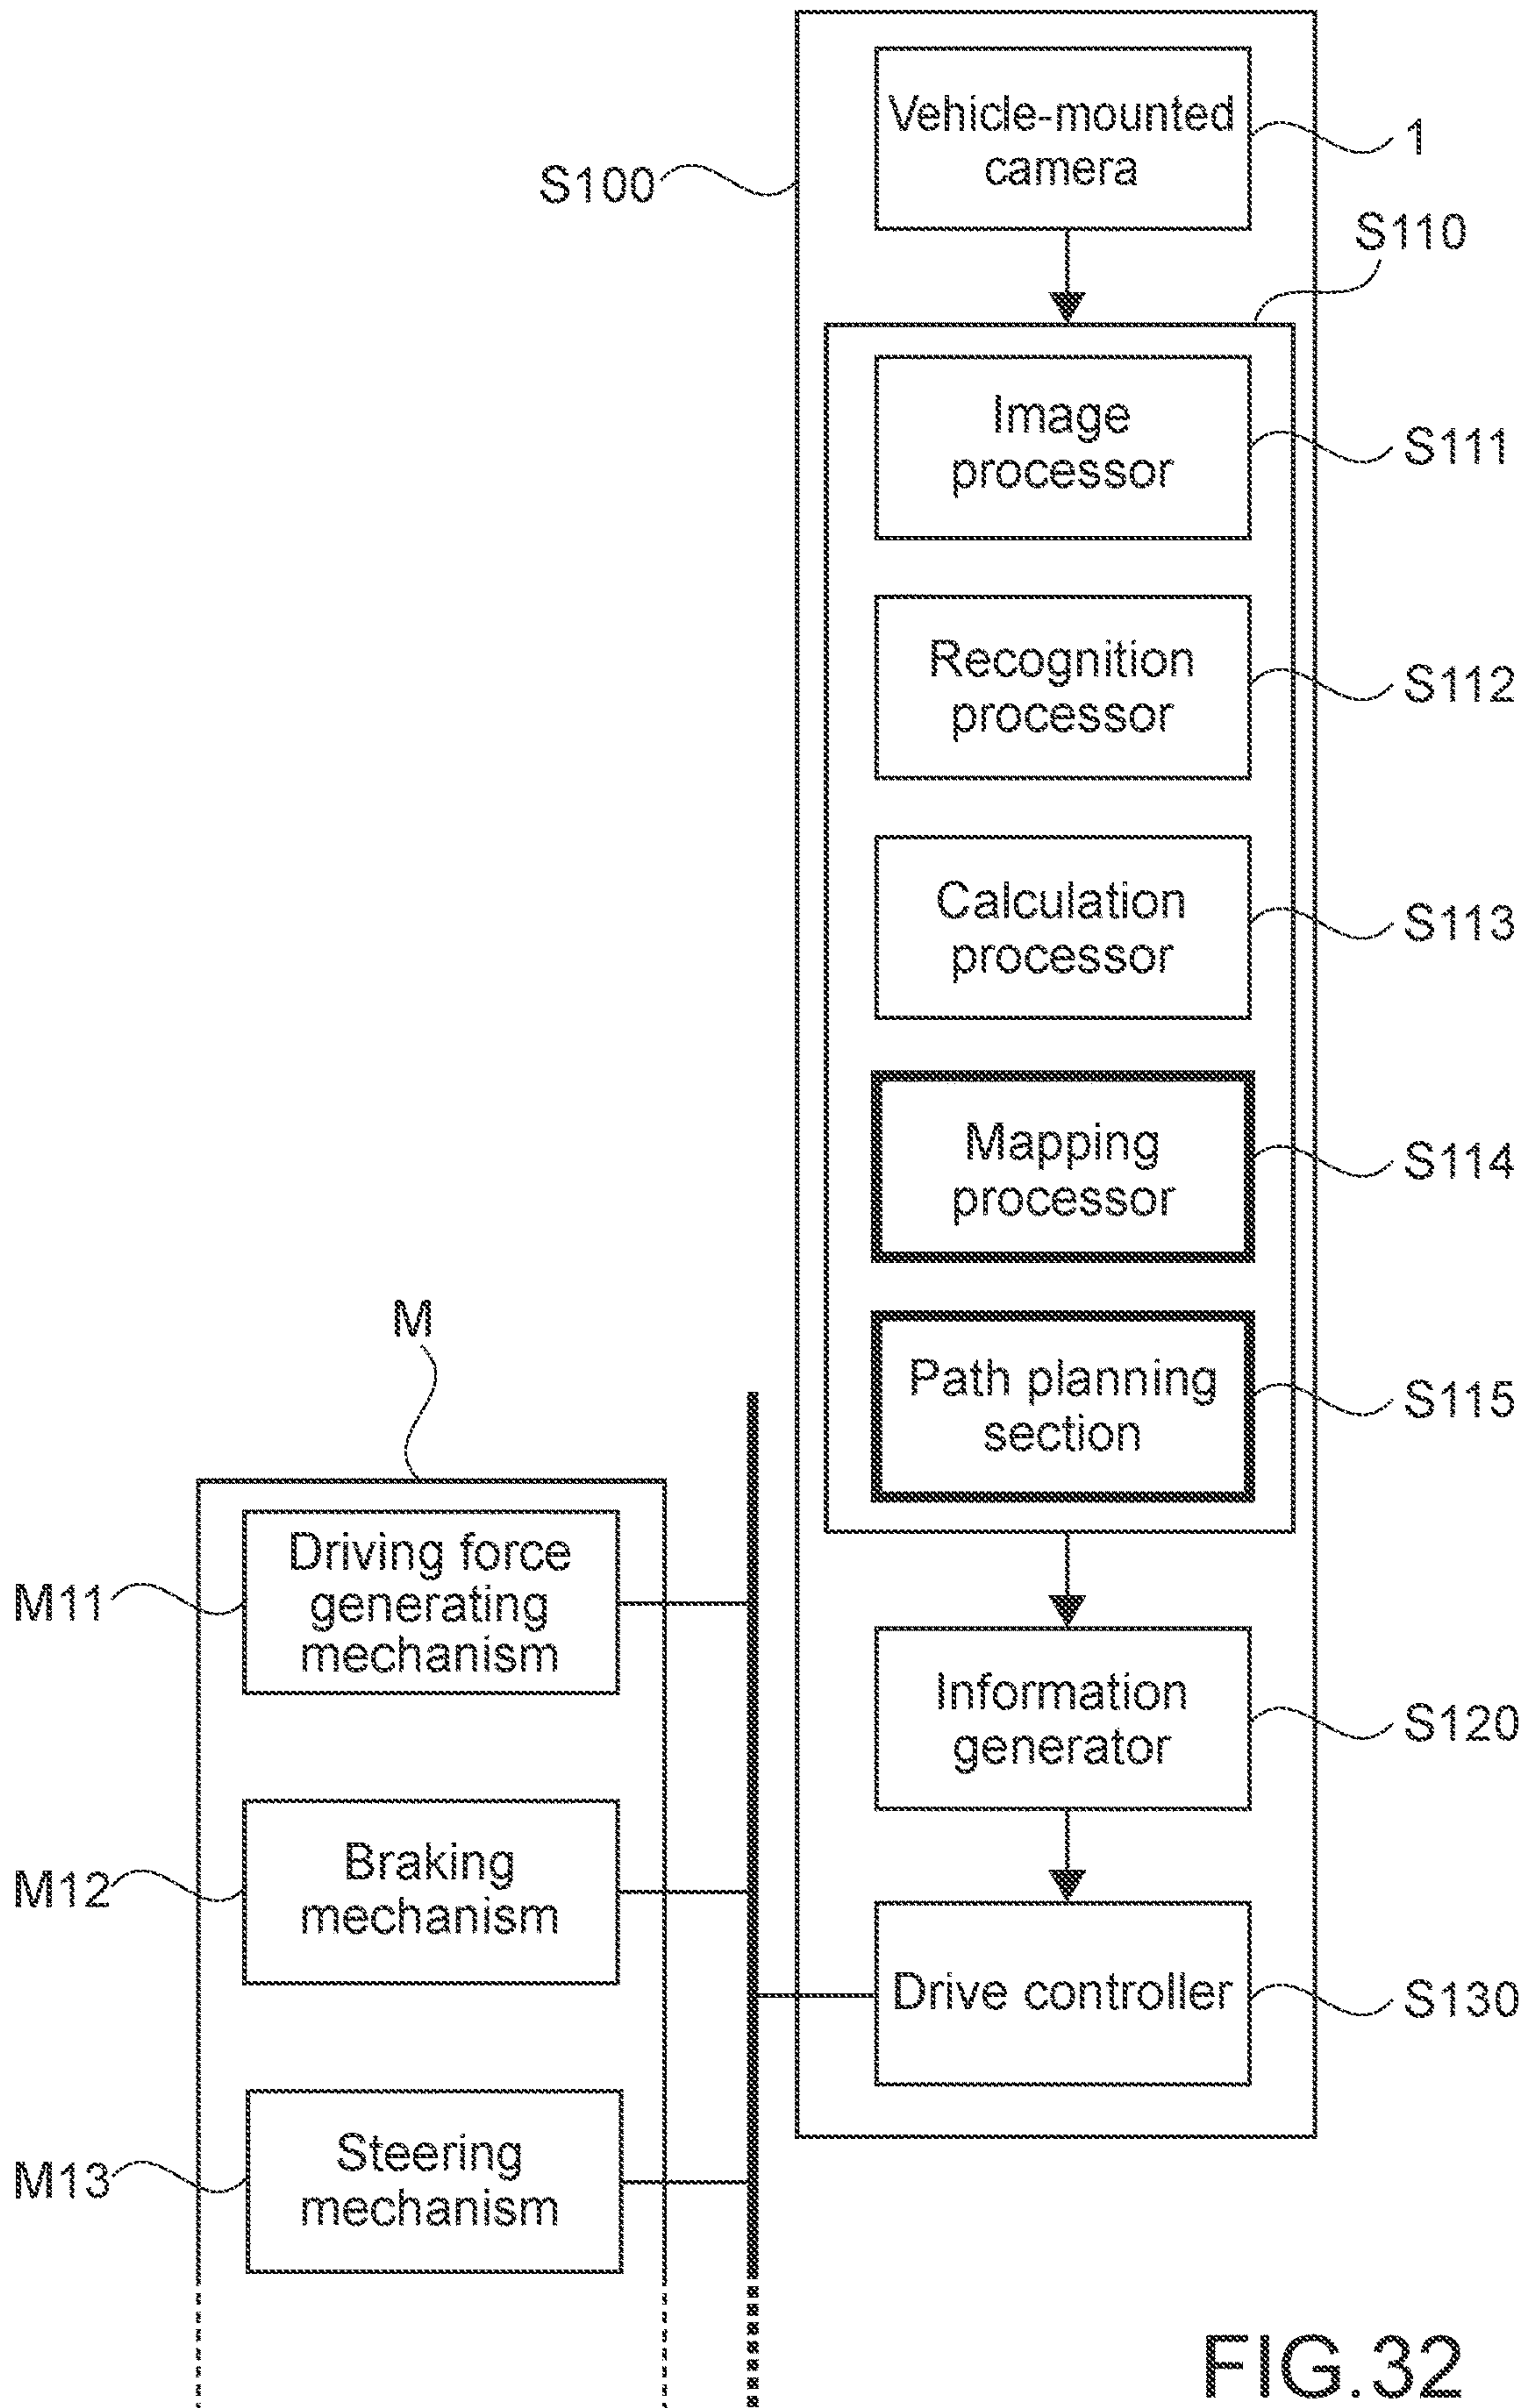 Vehicle-mounted
camera
1
S100
S110
Image
processor
S111
Recognition
processor
S112
Calculation
processor
S113
Mapping
processor
S114
Path planning
section
S115
M
Driving force
generating
mechanism
M11
Information
generator
S120
Braking
mechanism
M12
Drive controller
S130
Steering
mechanism
M13
FIG.32